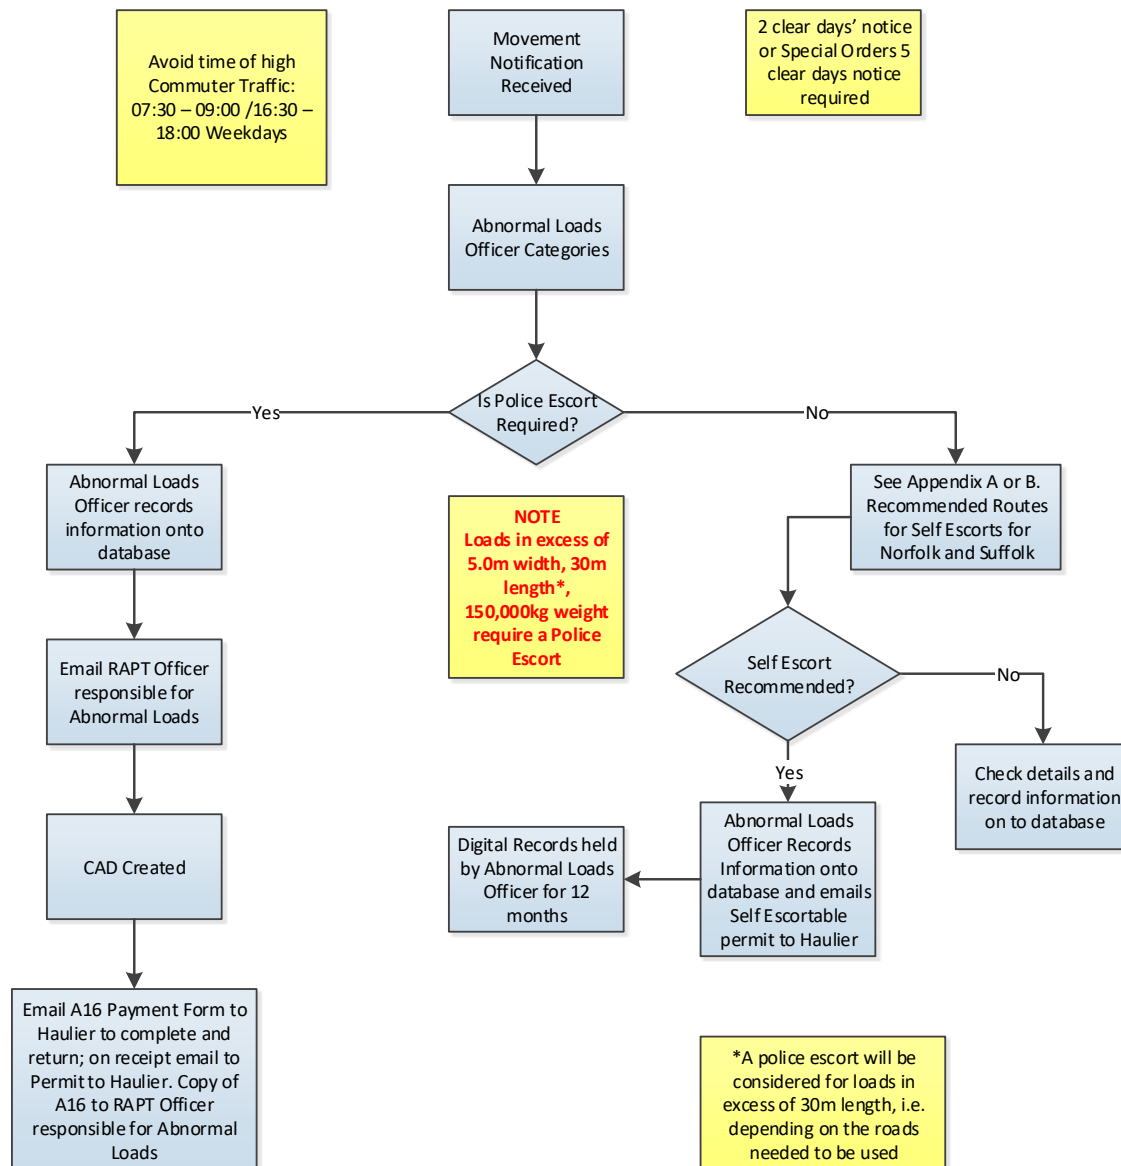 Avoid time of high
Commuter Traffic:
07:30 – 09:00 /16:30 –
18:00 Weekdays
Movement
Notification
Received
2 clear days’ notice
or Special Orders 5
clear days notice
required
Abnormal Loads
Officer Categories
Is Police Escort
Required?
Yes
No
Abnormal Loads
Officer records
information onto
database
See Appendix A or B.
Recommended Routes
for Self Escorts for
Norfolk and Suffolk
NOTE
Loads in excess of
5.0m width, 30m
length*,
150,000kg weight
require a Police
Escort
Email RAPT Officer
responsible for
Abnormal Loads
Self Escort
Recommended?
No
Yes
Check details and
record information
on to database
CAD Created
Digital Records held
by Abnormal Loads
Officer for 12
months
Abnormal Loads
Officer Records
Information onto
database and emails
Self Escortable
permit to Haulier
Email A16 Payment Form to
Haulier to complete and
return; on receipt email to
Permit to Haulier. Copy of
A16 to RAPT Officer
responsible for Abnormal
Loads
*A police escort will be
considered for loads in
excess of 30m length, i.e.
depending on the roads
needed to be used